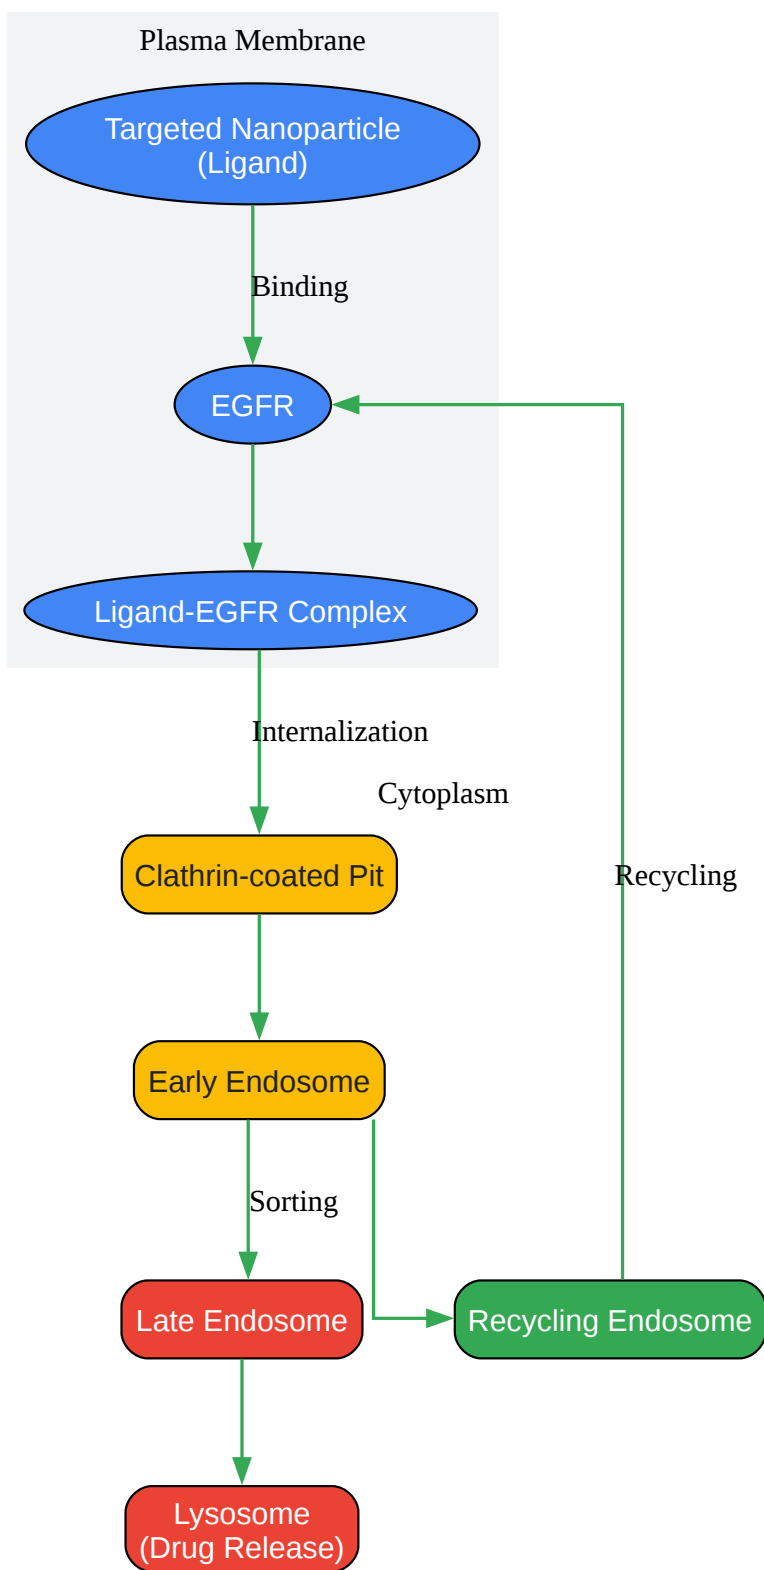 Plasma Membrane
Targeted Nanoparticle
(Ligand)
Binding
EGFR
Ligand-EGFR Complex
Internalization
Cytoplasm
Clathrin-coated Pit
Recycling
Early Endosome
Sorting
Late Endosome
Recycling Endosome
Lysosome
(Drug Release)